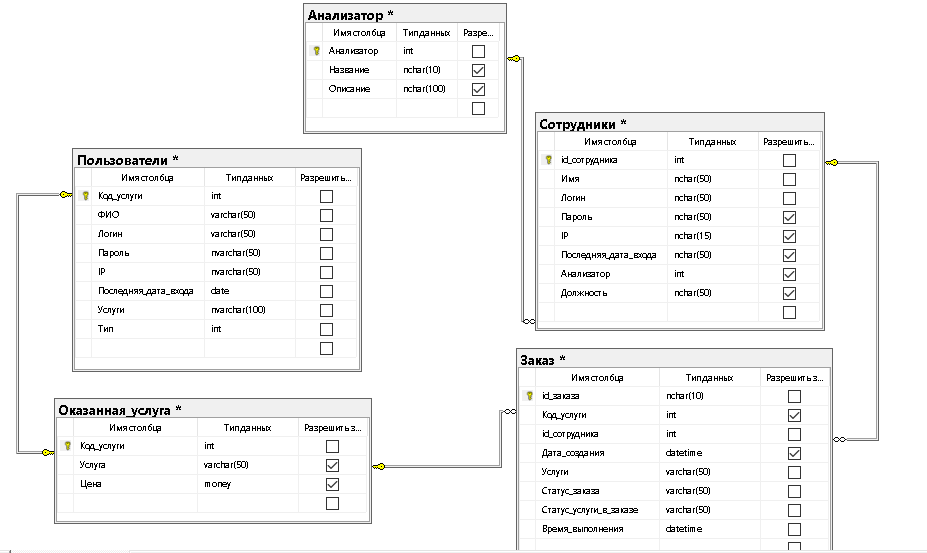 Анализатор *
Имя столбца Тип данных Разре...
Анализатор int
Название nchar(10)
Описание nchar(100)
Сотрудники *
Имя столбца Тип данных Разрешить...
id_сотрудника int
Имя nchar(50)
Логин nchar(50)
Пароль nchar(50)
IP nchar(15)
Последняя_дата_входа nchar(50)
Анализатор int
Должность nchar(50)
Пользователи *
Имя столбца Тип данных Разрешить...
Код_услуги int
ФИО varchar(50)
Логин varchar(50)
Пароль nvarchar(50)
IP nvarchar(50)
Последняя_дата_входа date
Услуги nvarchar(100)
Тип int
Заказ *
Имя столбца Тип данных Разрешить з...
id_заказа nchar(10)
Код_услуги int
id_сотрудника int
Дата_создания datetime
Услуги varchar(50)
Статус_заказа varchar(50)
Статус_услуги_в_заказе varchar(50)
Время_выполнения datetime
Оказанная_услуга *
Имя столбца Тип данных Разрешить з...
Код_услуги int
Услуга varchar(50)
Цена money